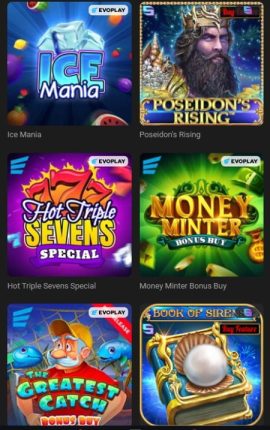 EVOPLAY
ICE
Mania
Buy
POSEIDON'S
RISING
Ice Mania
Poseidon's Rising
EVOPLAY
Hot Triple
SEVENS
SPECIAL
EVOPLAY
MONEY
MINTER
BONUS BUY
Hot Triple Sevens Special
Money Minter Bonus Buy
EVOPLAY
RELEASE
The
GREATEST
CATCH
BONUS BUY
BOOK OF SIRENS
Buy Feature